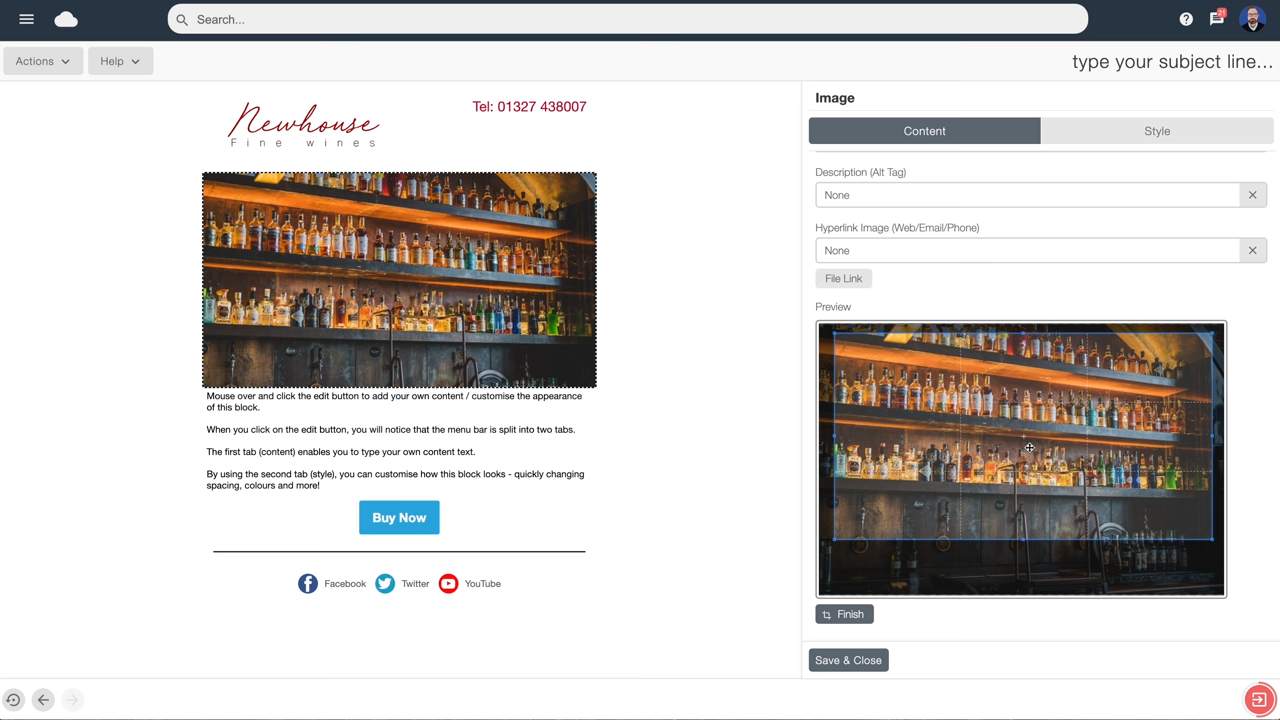 Search...
21
Actions
Help
type your subject line...
Newhouse
Fine wines
Tel: 01327 438007
Image
Content
Style
Description (Alt Tag)
None
Hyperlink Image (Web/Email/Phone)
None
File Link
Preview
Mouse over and click the edit button to add your own content / customise the appearance
of this block.
When you click on the edit button, you will notice that the menu bar is split into two tabs.
The first tab (content) enables you to type your own content text.
By using the second tab (style), you can customise how this block looks - quickly changing
spacing, colours and more!
Buy Now
Facebook
Twitter
YouTube
Finish
Save & Close